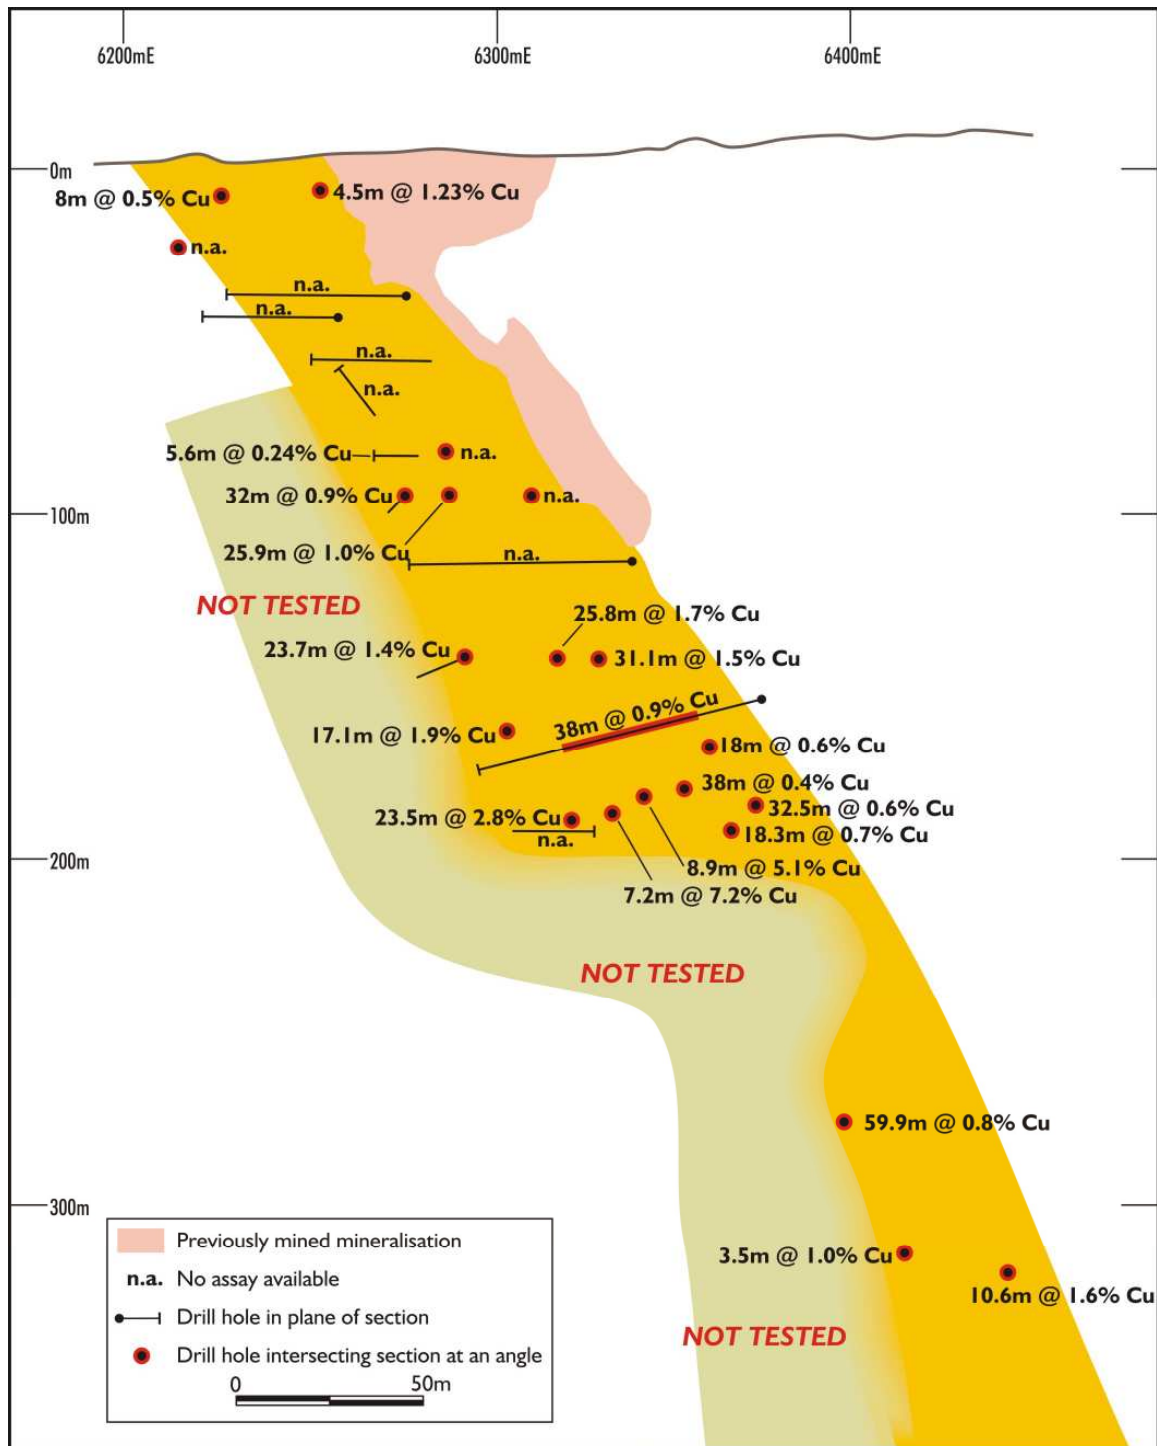 6200mE
6300mE
6400mE
0m
8m @ 0.5% Cu
4.5m @ 1.23% Cu
n.a.
n.a.
n.a.
n.a.
n.a.
5.6m @ 0.24% Cu
n.a.
32m @ 0.9% Cu
n.a.
100m
25.9m @ 1.0% Cu
n.a.
NOT TESTED
25.8m @ 1.7% Cu
23.7m @ 1.4% Cu
31.1m @ 1.5% Cu
38m @ 0.9% Cu
17.1m @ 1.9% Cu
18m @ 0.6% Cu
38m @ 0.4% Cu
32.5m @ 0.6% Cu
23.5m @ 2.8% Cu
18.3m @ 0.7% Cu
n.a.
200m
8.9m @ 5.1% Cu
7.2m @ 7.2% Cu
NOT TESTED
59.9m @ 0.8% Cu
300m
3.5m @ 1.0% Cu
10.6m @ 1.6% Cu
NOT TESTED
Previously mined mineralisation
n.a. No assay available
Drill hole in plane of section
Drill hole intersecting section at an angle
0 50m